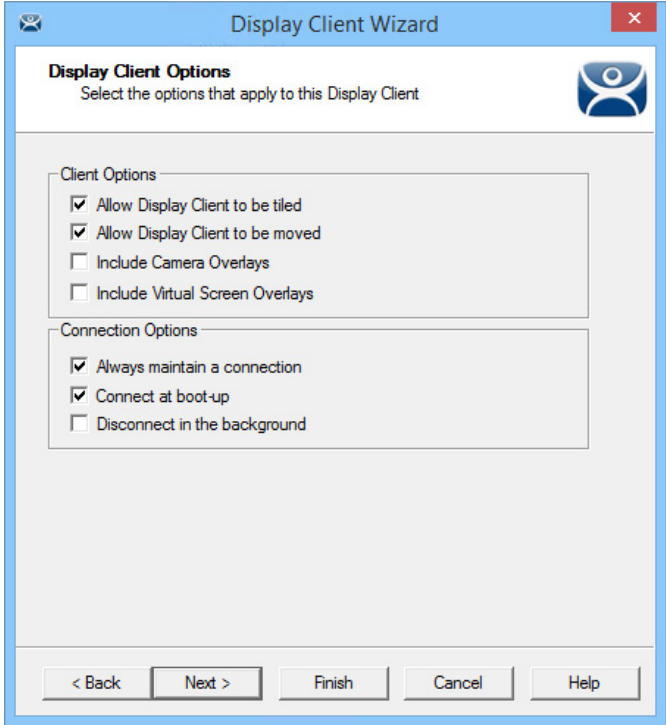 Display Client Wizard
Display Client Options
Select the options that apply to this Display Client
Client Options
Allow Display Client to be tiled
Allow Display Client to be moved
Include Camera Overlays
Include Virtual Screen Overlays
Connection Options
Always maintain a connection
Connect at boot-up
Disconnect in the background
< Back
Next >
Finish
Cancel
Help